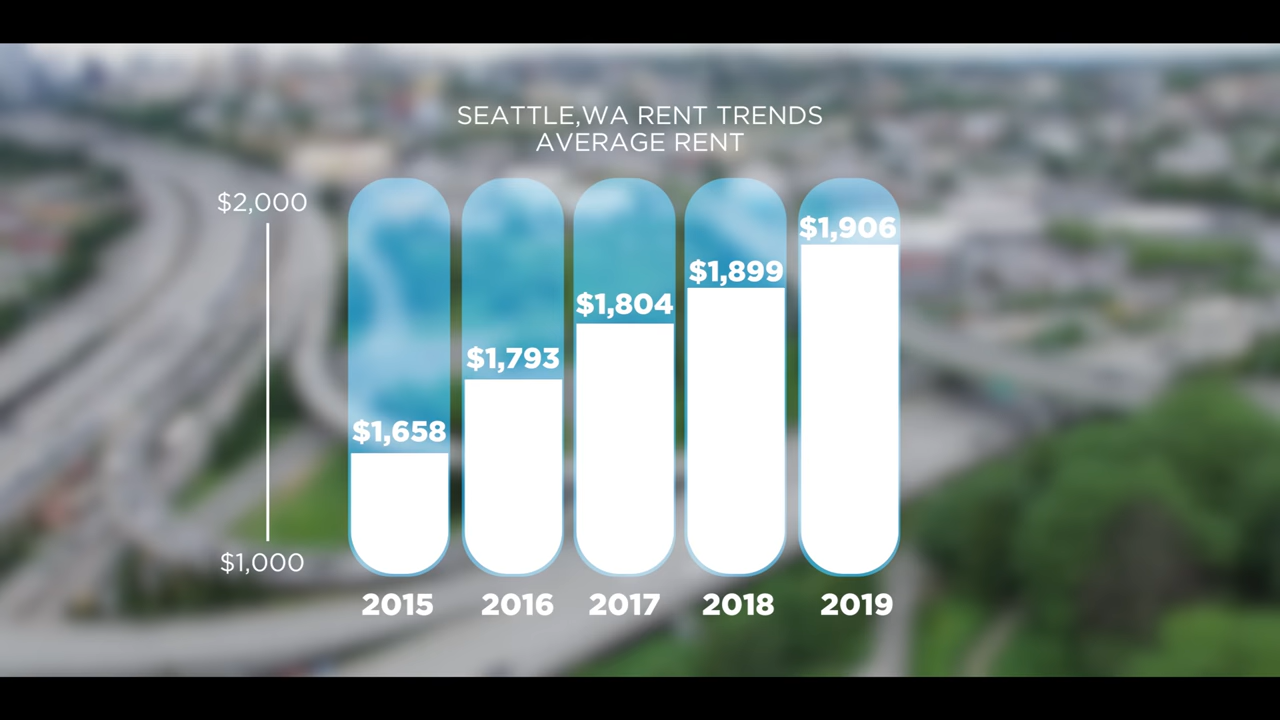 SEATTLE,WA RENT TRENDS
AVERAGE RENT
$2,000
$1,906
$1,899
$1,804
$1,793
$1,658
$1,000
2015 2016 2017 2018 2019